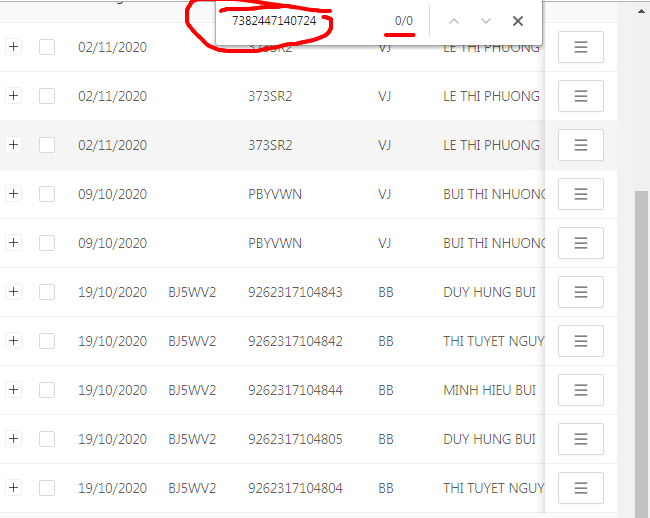 7382447140724 0/0
02/11/2020 373SR2 VJ LE THI PHUONG
02/11/2020 373SR2 VJ LE THI PHUONG
02/11/2020 373SR2 VJ LE THI PHUONG
09/10/2020 PBYVWN VJ BUI THI NHUONG
09/10/2020 PBYVWN VJ BUI THI NHUONG
19/10/2020 BJ5WV2 9262317104843 BB DUY HUNG BUI
19/10/2020 BJ5WV2 9262317104842 BB THI TUYET NGUY
19/10/2020 BJ5WV2 9262317104844 BB MINH HIEU BUI
19/10/2020 BJ5WV2 9262317104805 BB DUY HUNG BUI
19/10/2020 BJ5WV2 9262317104804 BB THI TUYET NGUY